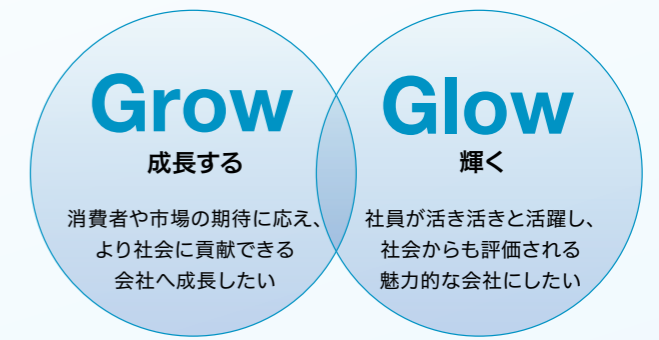 Grow
成長する
消費者や市場の期待に応え、
より社会に貢献できる
会社へ成長したい
Glow
輝く
社員が活き活きと活躍し、
社会からも評価される
魅力的な会社にしたい